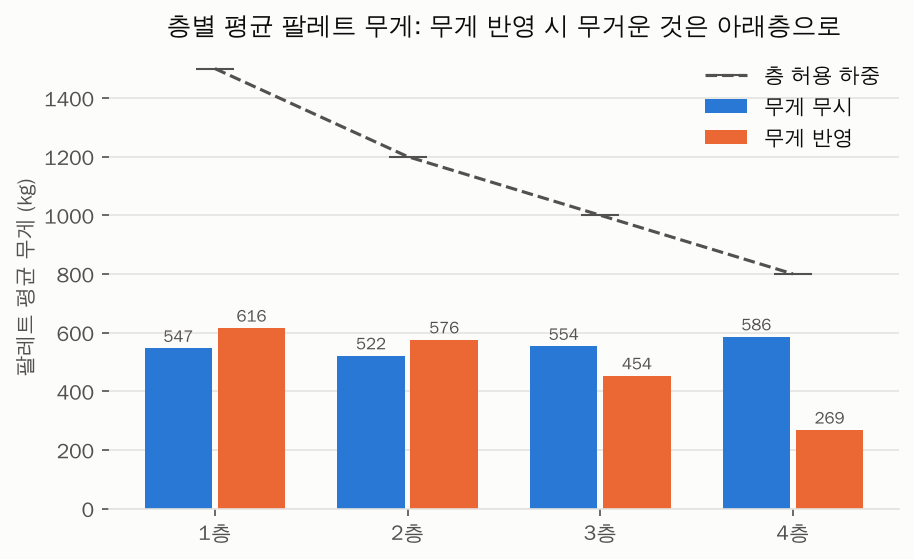 층별 평균 팔레트 무게: 무게 반영 시 무거운 것은 아래층으로
층 허용 하중
무게 무시
무게 반영
팔레트 평균 무게 (kg)
1400
1200
1000
800
600
400
200
0
547
616
522
576
554
454
586
269
1층
2층
3층
4층